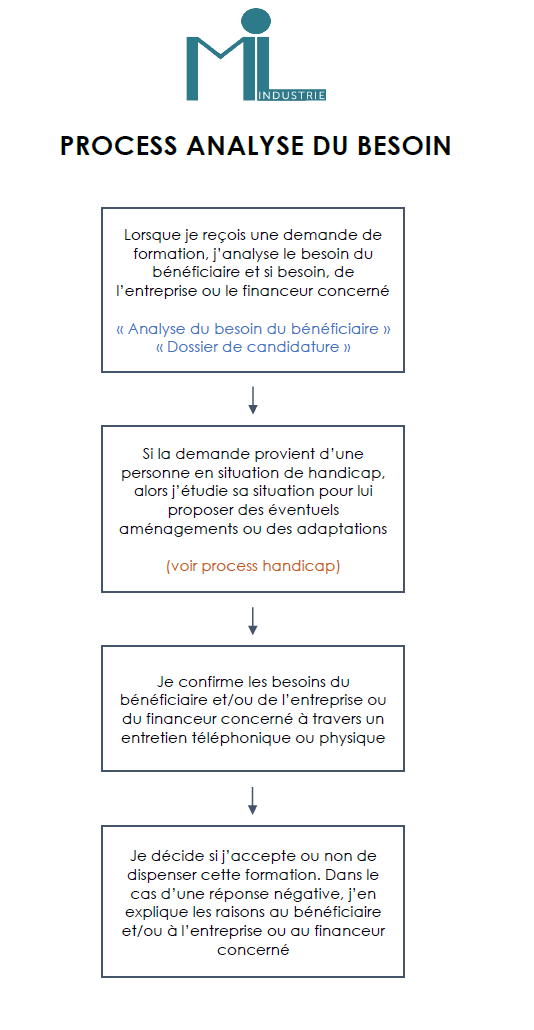 MIL
INDUSTRIE
PROCESS ANALYSE DU BESOIN
Lorsque je reçois une demande de
formation, j’analyse le besoin du
bénéficiaire et si besoin, de
l’entreprise ou le financeur concerné
« Analyse du besoin du bénéficiaire »
« Dossier de candidature »
Si la demande provient d’une
personne en situation de handicap,
alors j’étudie sa situation pour lui
proposer des éventuels
aménagements ou des adaptations
(voir process handicap)
Je confirme les besoins du
bénéficiaire et/ou de l’entreprise ou
du financeur concerné à travers un
entretien téléphonique ou physique
Je décide si j’accepte ou non de
dispenser cette formation. Dans le
cas d’une réponse négative, j’en
explique les raisons au bénéficiaire
et/ou à l’entreprise ou au financeur
concerné